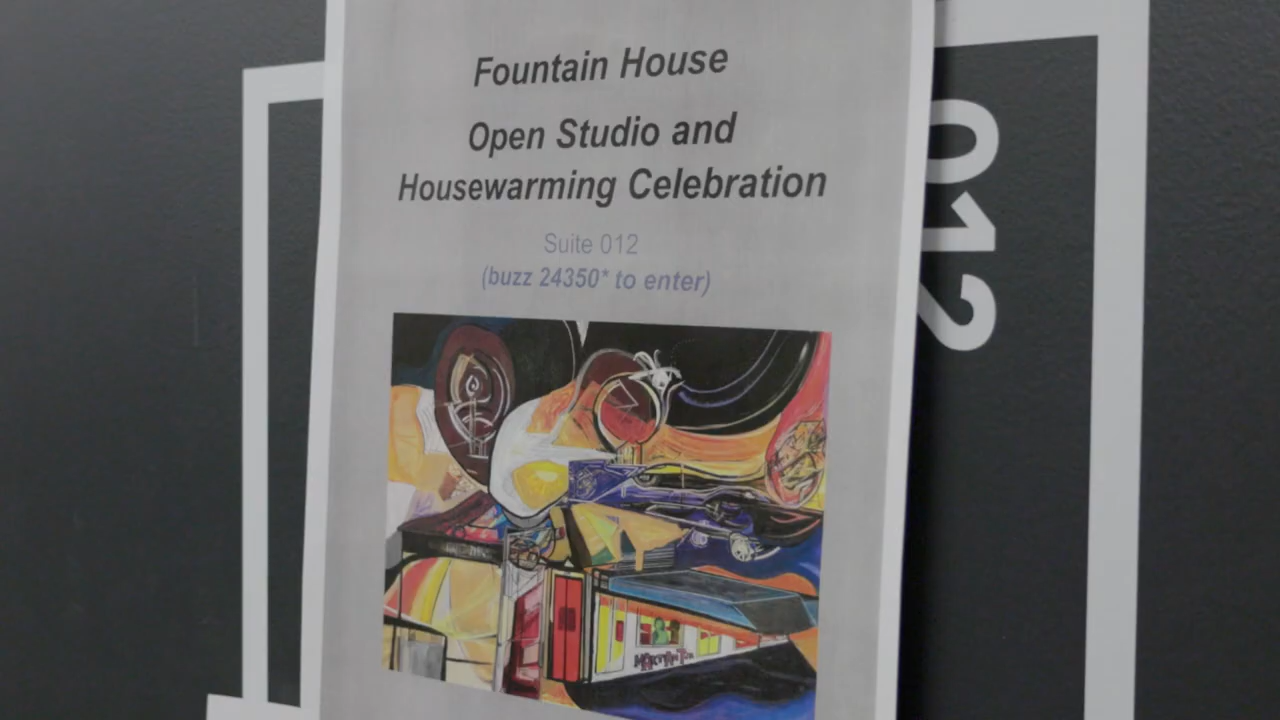 Fountain House
Open Studio and
Housewarming Celebration
Suite 012
(buzz 24350* to enter)
012